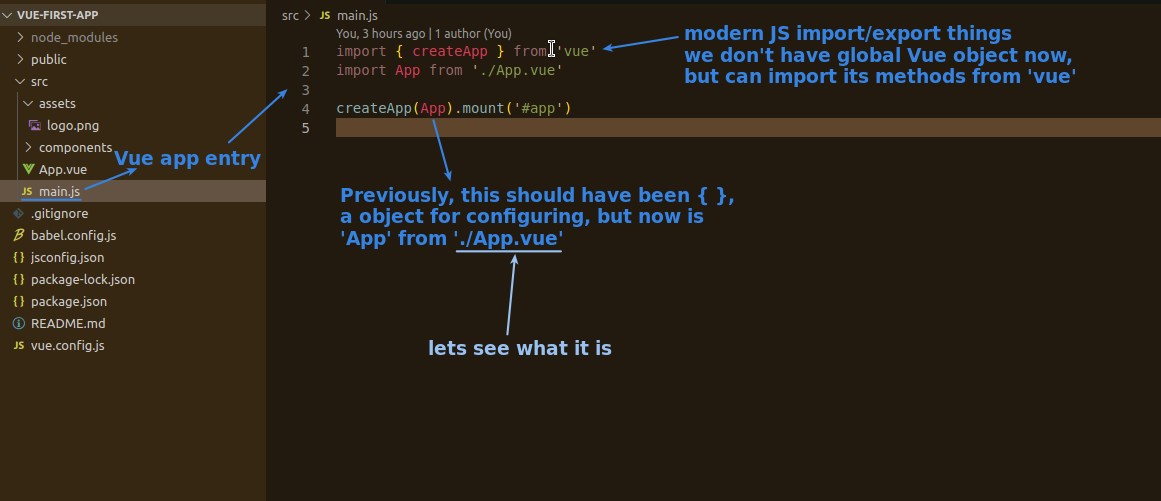 VUE-FIRST-APP
node_modules
public
src
assets
logo.png
components
App.vue
JS main.js
.gitignore
babel.config.js
{} jsconfig.json
{} package-lock.json
{} package.json
README.md
JS vue.config.js
Vue app entry
src > JS main.js
You, 3 hours ago | 1 author (You)
1 import { createApp } from 'vue'
2 import App from './App.vue'
3
4 createApp(App).mount('#app')
5
modern JS import/export things
we don't have global Vue object now,
but can import its methods from 'vue'
Previously, this should have been { },
a object for configuring, but now is
'App' from './App.vue'
lets see what it is